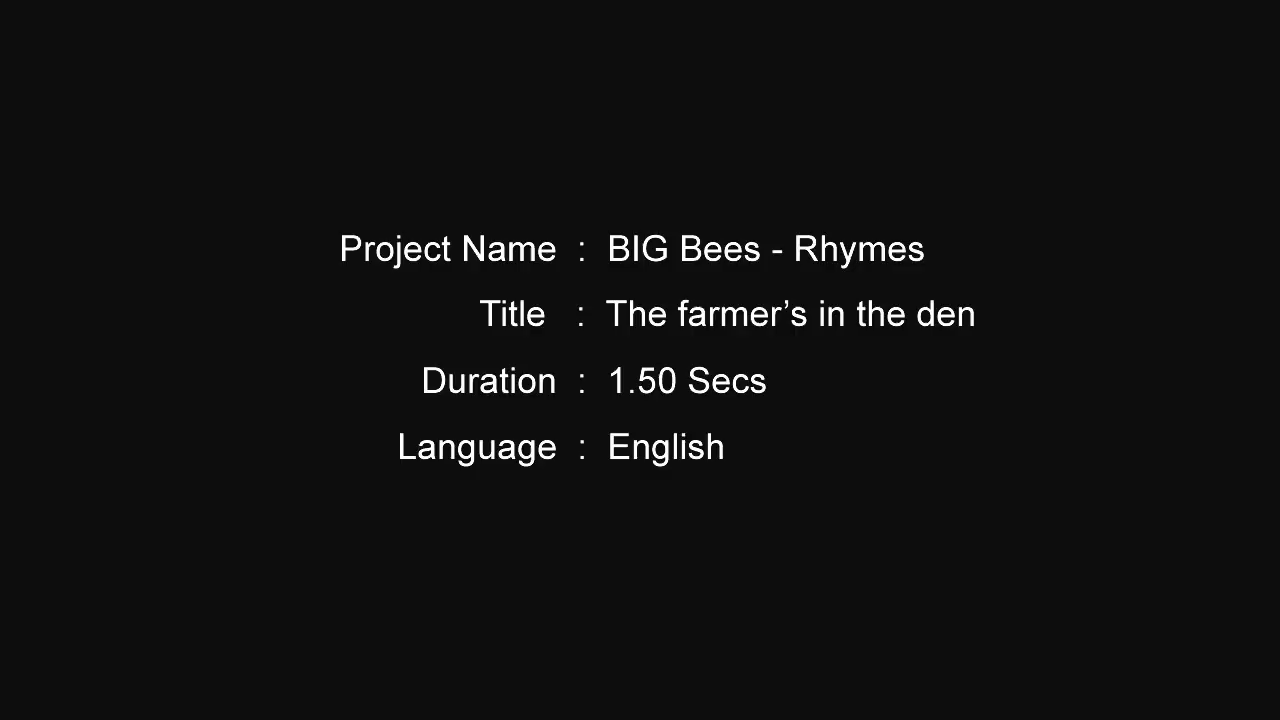 Project Name : BIG Bees - Rhymes
Title : The farmer’s in the den
Duration : 1.50 Secs
Language : English